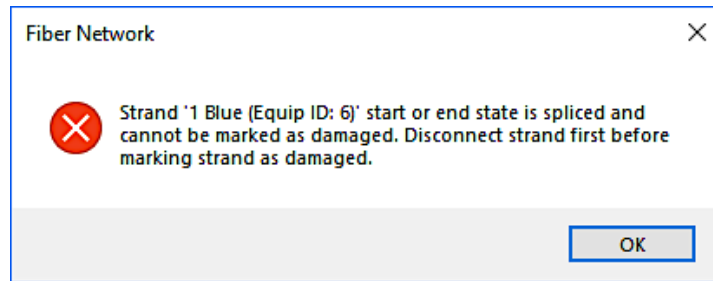 Fiber Network
Strand '1 Blue (Equip ID: 6)' start or end state is spliced and
cannot be marked as damaged. Disconnect strand first before
marking strand as damaged.
OK